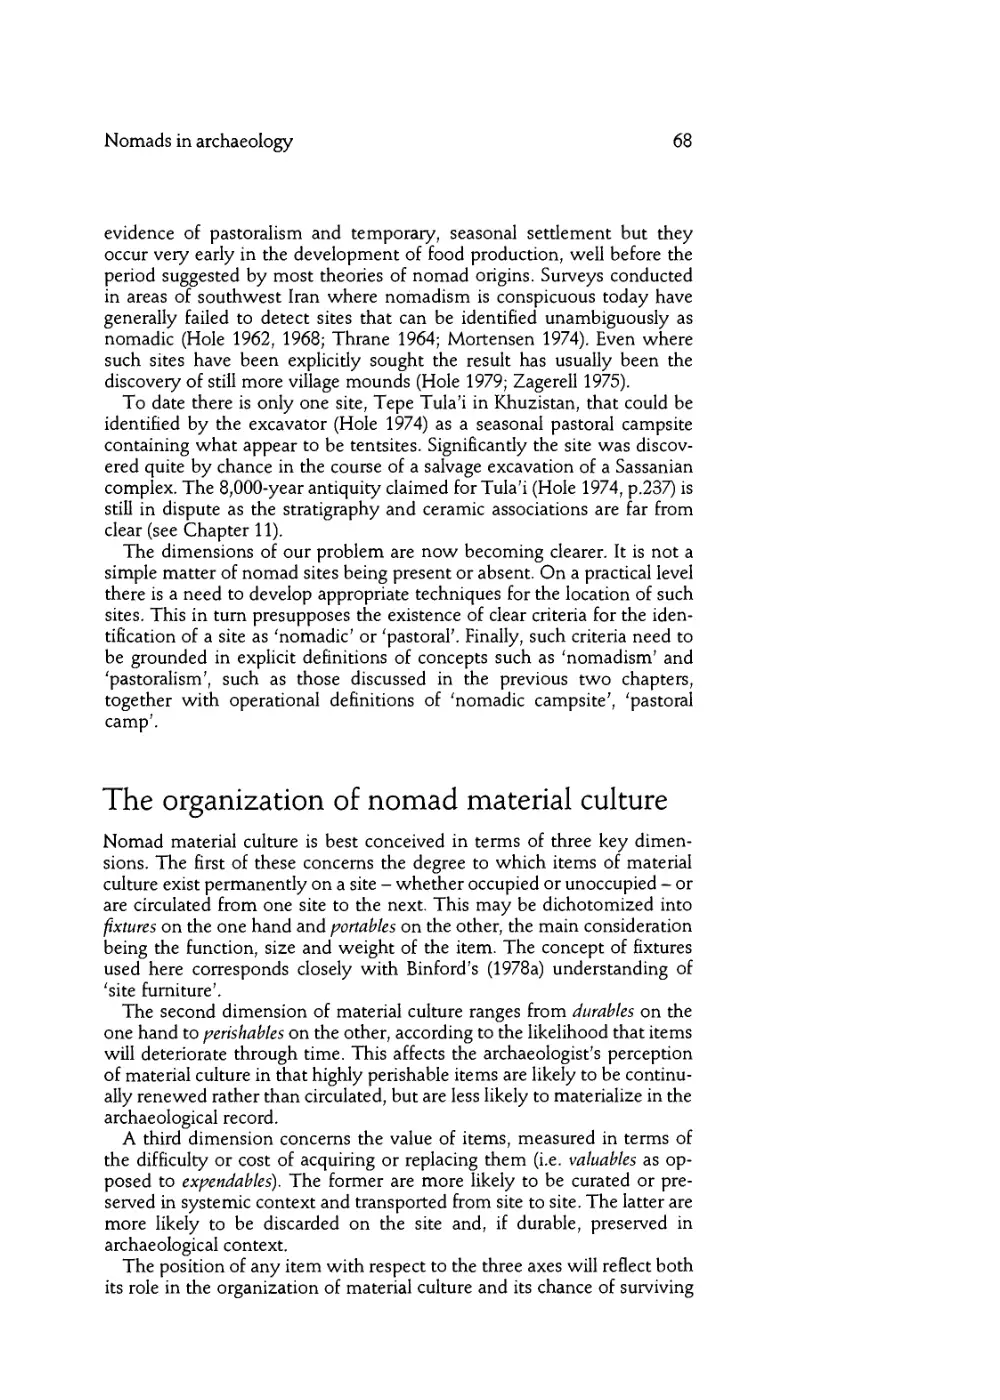 Nomads in archaeology 68
evidence of pastoralism and temporary, seasonal settlement but they
occur very early in the development of food production, well before the
period suggested by most theories of nomad origins. Surveys conducted
in areas of southwest Iran where nomadism is conspicuous today have
generally failed to detect sites that can be identified unambiguously as
nomadic (Hole 1962, 1968; Thrane 1964; Mortensen 1974). Even where
such sites have been explicitly sought the result has usually been the
discovery of still more village mounds (Hole 1979; Zagerell 1975).
To date there is only one site, Tepe Tula'i in Khuzistan, that could be
identified by the excavator (Hole 1974) as a seasonal pastoral campsite
containing what appear to be tentsites. Significantly the site was discov-
ered quite by chance in the course of a salvage excavation of a Sassanian
complex. The 8,000-year antiquity claimed for Tula'i (Hole 1974, p.237) is
still in dispute as the stratigraphy and ceramic associations are far from
clear (see Chapter 11).
The dimensions of our problem are now becoming clearer. It is not a
simple matter of nomad sites being present or absent. On a practical level
there is a need to develop appropriate techniques for the location of such
sites. This in turn presupposes the existence of clear criteria for the iden-
tification of a site as 'nomadic' or 'pastoral'. Finally, such criteria need to
be grounded in explicit definitions of concepts such as 'nomadism' and
'pastoralism', such as those discussed in the previous two chapters,
together with operational definitions of 'nomadic campsite', 'pastoral
camp'.
The organization of nomad material culture
Nomad material culture is best conceived in terms of three key dimen-
sions. The first of these concerns the degree to which items of material
culture exist permanently on a site – whether occupied or unoccupied – or
are circulated from one site to the next. This may be dichotomized into
fixtures on the one hand and portables on the other, the main consideration
being the function, size and weight of the item. The concept of fixtures
used here corresponds closely with Binford's (1978a) understanding of
'site furniture'.
The second dimension of material culture ranges from durables on the
one hand to perishables on the other, according to the likelihood that items
will deteriorate through time. This affects the archaeologist's perception
of material culture in that highly perishable items are likely to be continu-
ally renewed rather than circulated, but are less likely to materialize in the
archaeological record.
A third dimension concerns the value of items, measured in terms of
the difficulty or cost of acquiring or replacing them (i.e. valuables as op-
posed to expendables). The former are more likely to be curated or pre-
served in systemic context and transported from site to site. The latter are
more likely to be discarded on the site and, if durable, preserved in
archaeological context.
The position of any item with respect to the three axes will reflect both
its role in the organization of material culture and its chance of surviving